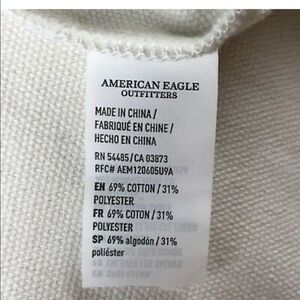 AMERICAN EAGLE
OUTFITTERS
MADE IN CHINA /
FABRIQUÉ EN CHINE /
HECHO EN CHINA
RN 54485/CA 03873
RFC# AEM120605U9A
EN 69% COTTON / 31%
POLYESTER
FR 69% COTTON / 31%
POLYESTER
SP 69% algodón / 31%
poliéster